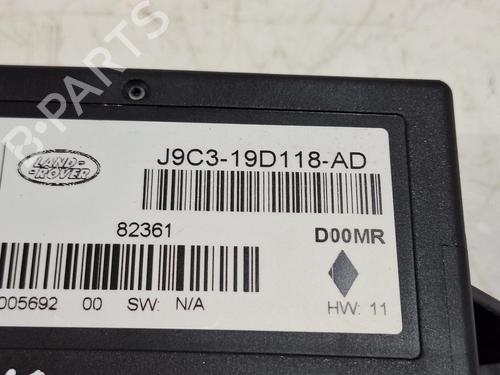 B-PARTS
LAND-
ROVER
J9C3-19D118-AD
82361
D00MR
005692 00 SW: N/A
HW: 11